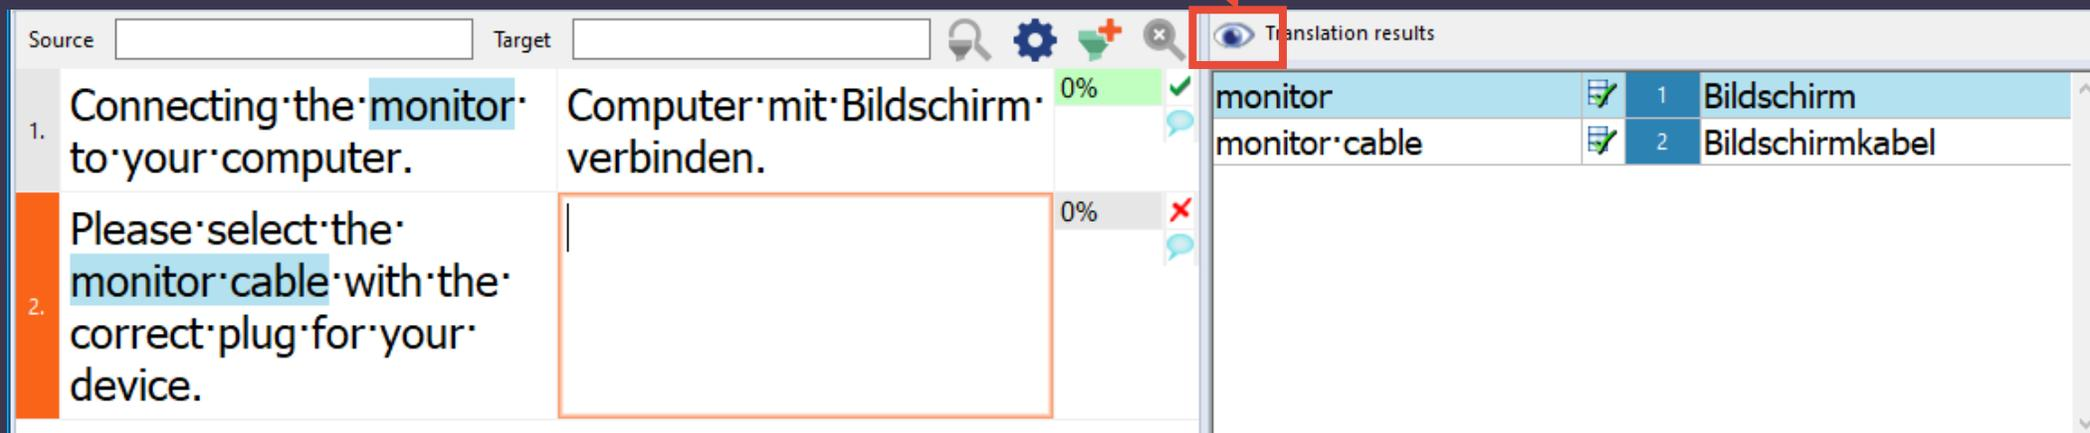 Source
Target
Translation results
1.
Connecting·the·monitor·
to·your·computer.
Computer·mit·Bildschirm·
verbinden.
0%
2.
Please·select·the·
monitor·cable·with·the·
correct·plug·for·your·
device.
0%
monitor 1 Bildschirm
monitor·cable 2 Bildschirmkabel